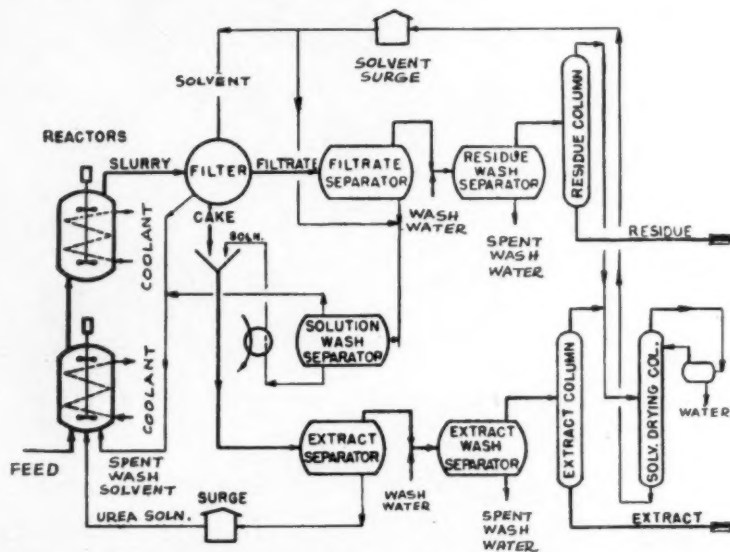 SOLVENT
SURGE
SOLVENT
REACTORS
SLURRY
FILTER
FILTRATE
FILTRATE
SEPARATOR
RESIDUE
WASH
SEPARATOR
RESIDUE COLUMN
CAKE
SOLN.
WASH
WATER
SPENT
WASH
WATER
RESIDUE
COOLANT
SOLUTION
WASH
SEPARATOR
COOLANT
EXTRACT COLUMN
SOLV. DRYING COL.
WATER
FEED
SPENT
WASH
SOLVENT
EXTRACT
SEPARATOR
EXTRACT
WASH
SEPARATOR
WASH
WATER
SURGE
UREA SOLN.
SPENT
WASH
WATER
EXTRACT